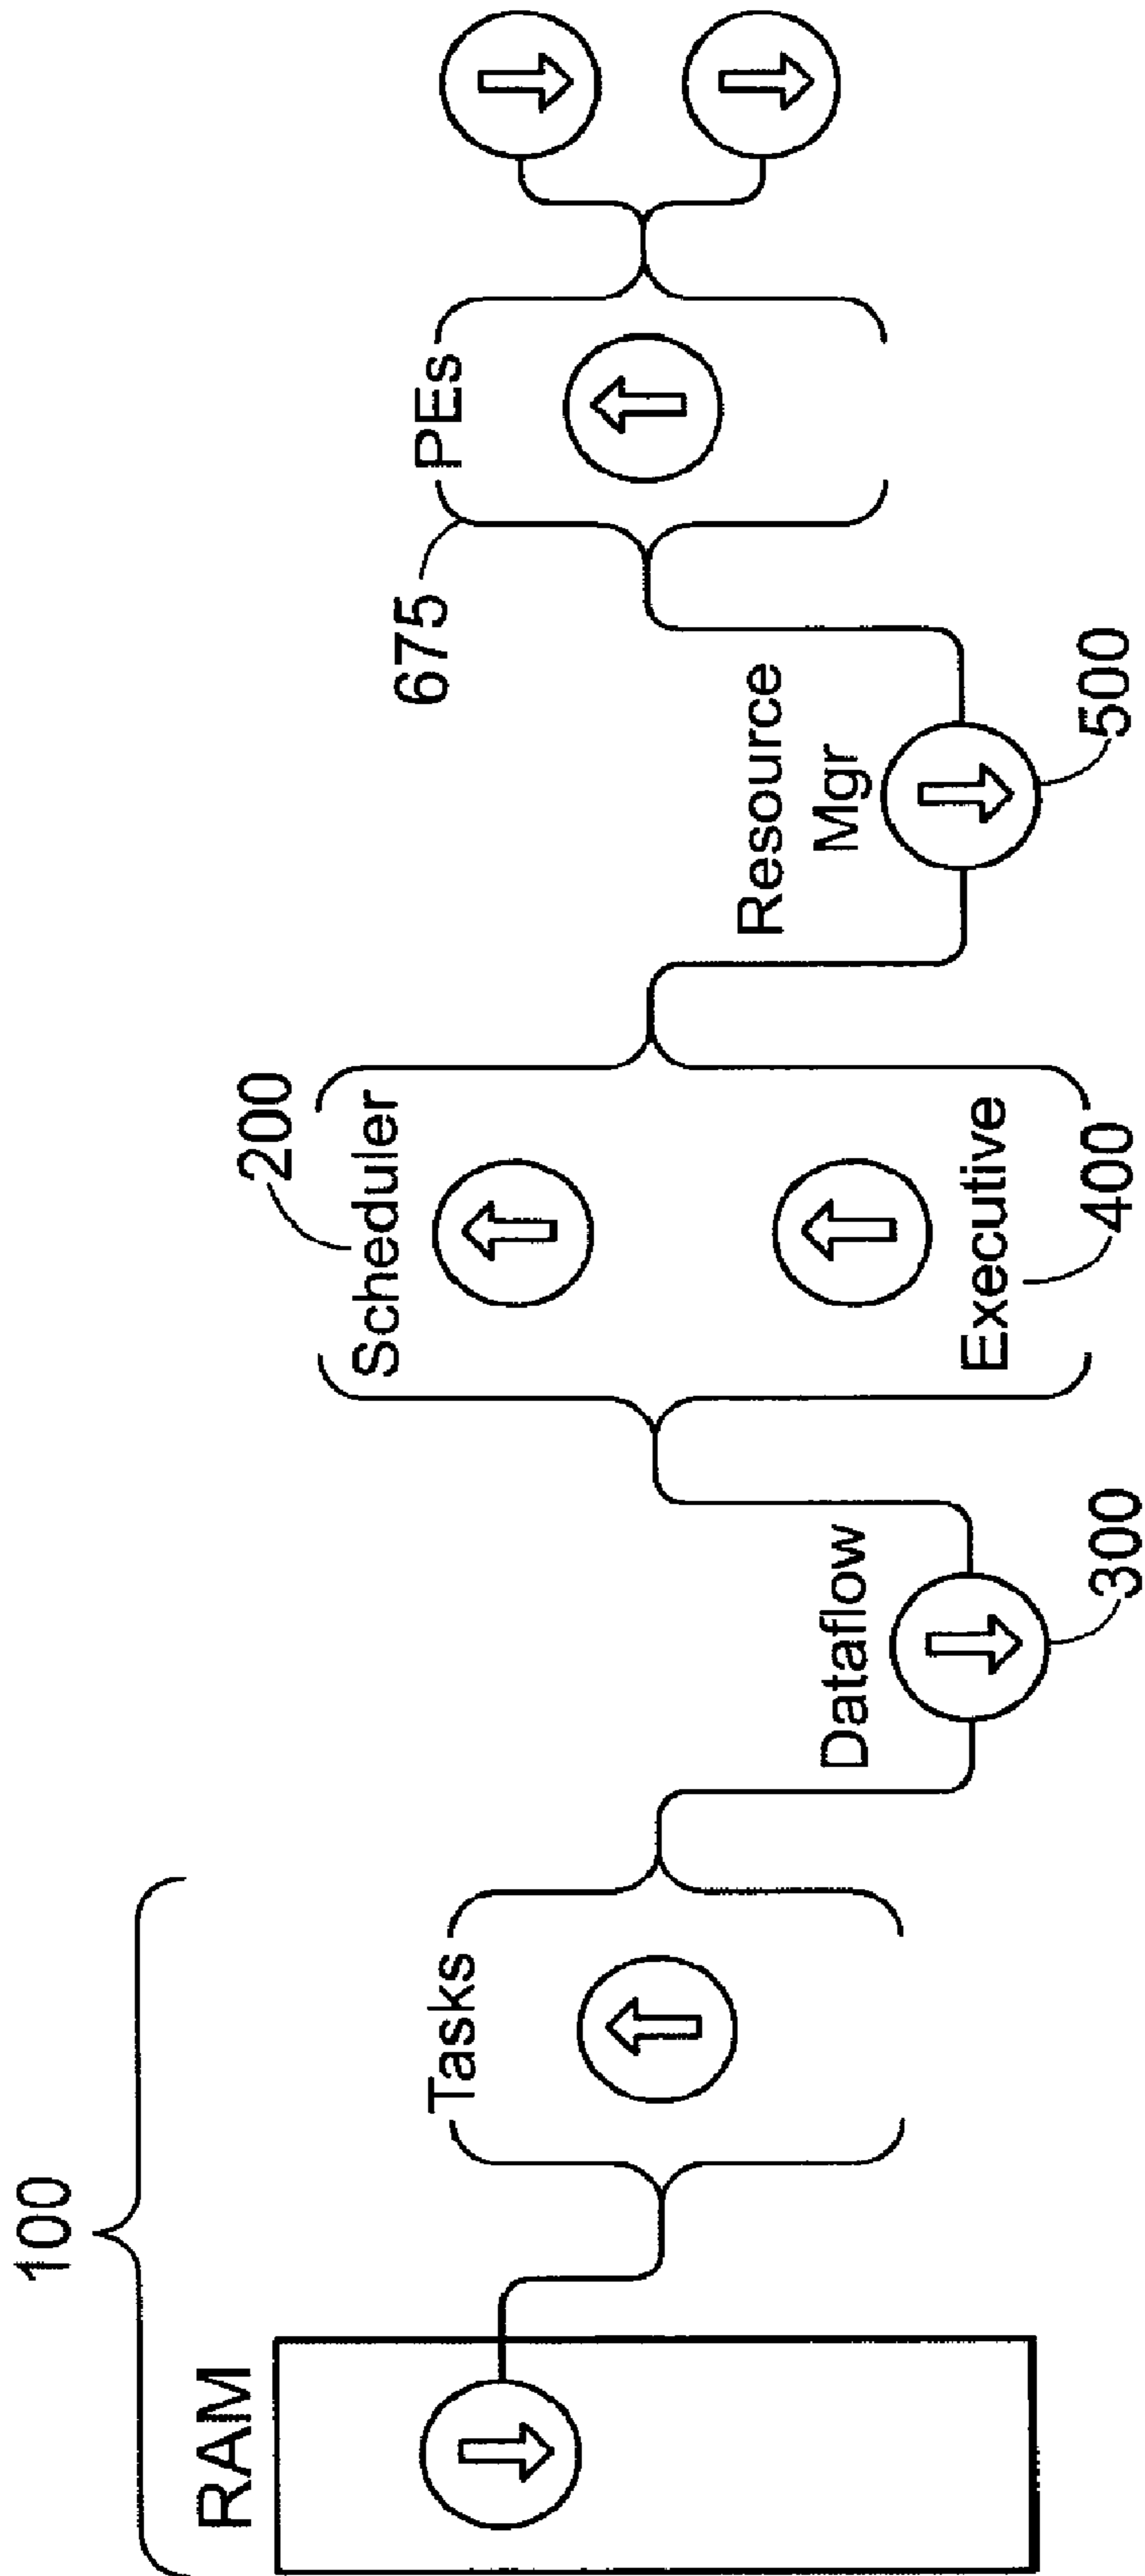 100
RAM
Tasks
Dataflow
300
Scheduler
200
Executive
400
Resource
Mgr
500
PEs
675